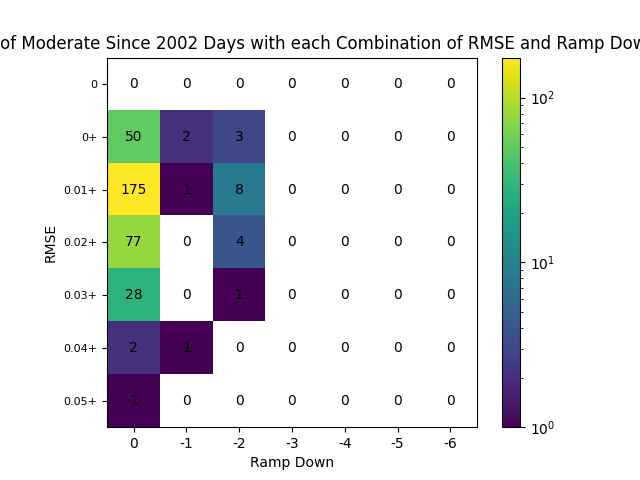 of Moderate Since 2002 Days with each Combination of RMSE and Ramp
RMSE
0 0 0 0 0 0 0 0
0+ 50 2 3 0 0 0 0
0.01+ 175 1 8 0 0 0 0
0.02+ 77 0 4 0 0 0 0
0.03+ 28 0 1 0 0 0 0
0.04+ 2 1 0 0 0 0 0
0.05+ 1 0 0 0 0 0 0
0 -1 -2 -3 -4 -5 -6
Ramp Down
10²
10¹
10⁰